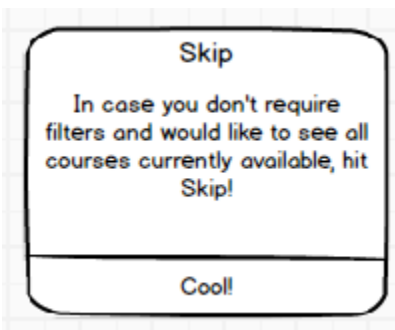 Skip
In case you don't require
filters and would like to see all
courses currently available, hit
Skip!
Cool!